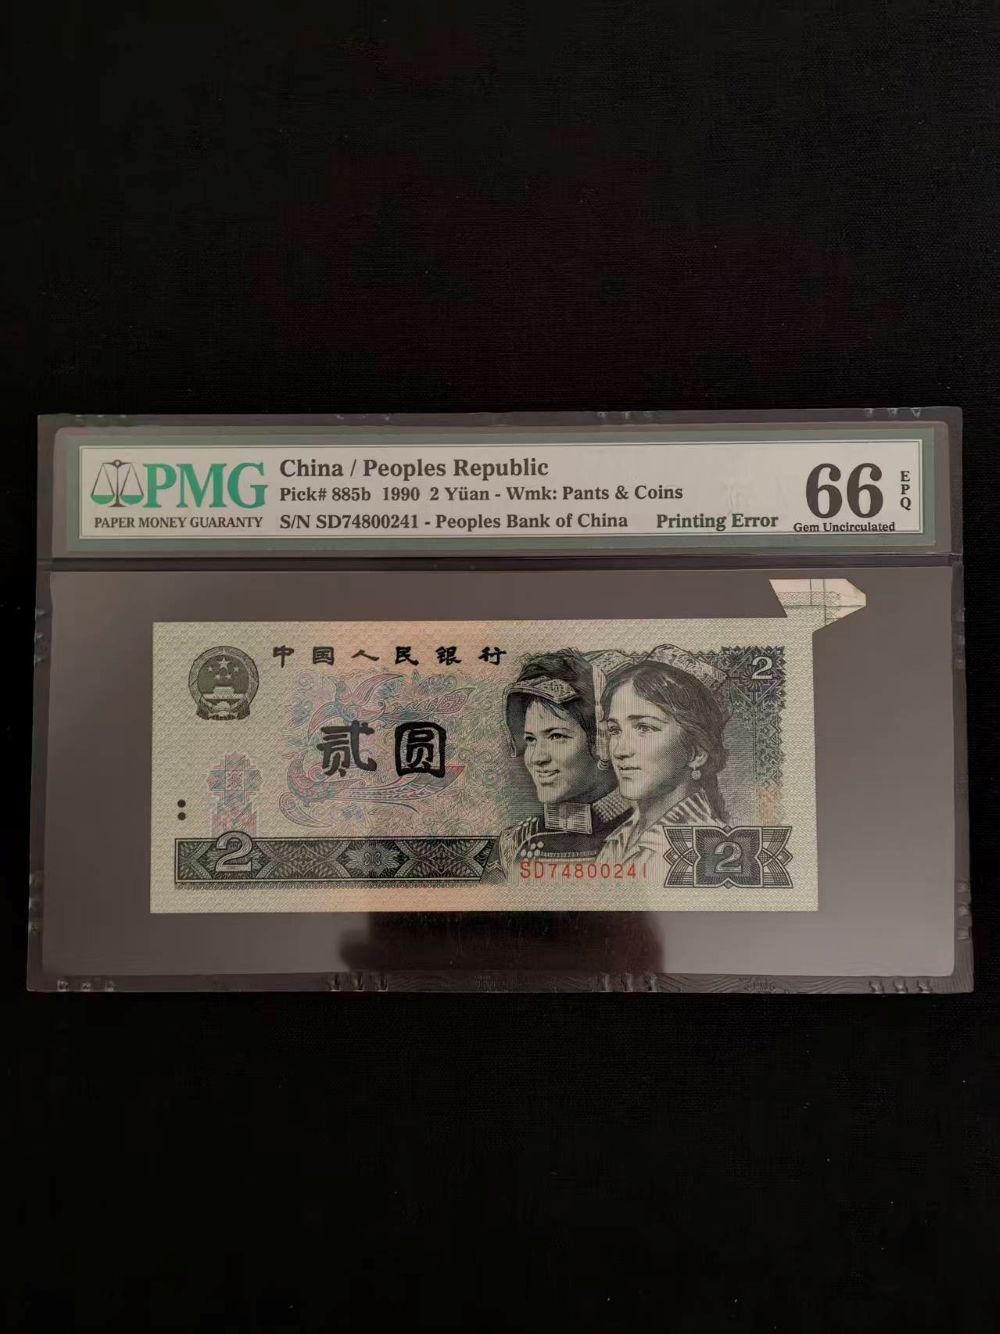 PMG
PAPER MONEY GUARANTY
China / Peoples Republic
Pick# 885b 1990 2 Yüan - Wmk: Pants & Coins
S/N SD74800241 - Peoples Bank of China Printing Error
66 EPQ
Gem Uncirculated
中国人民银行
2
贰圆
2
SD74800241
2